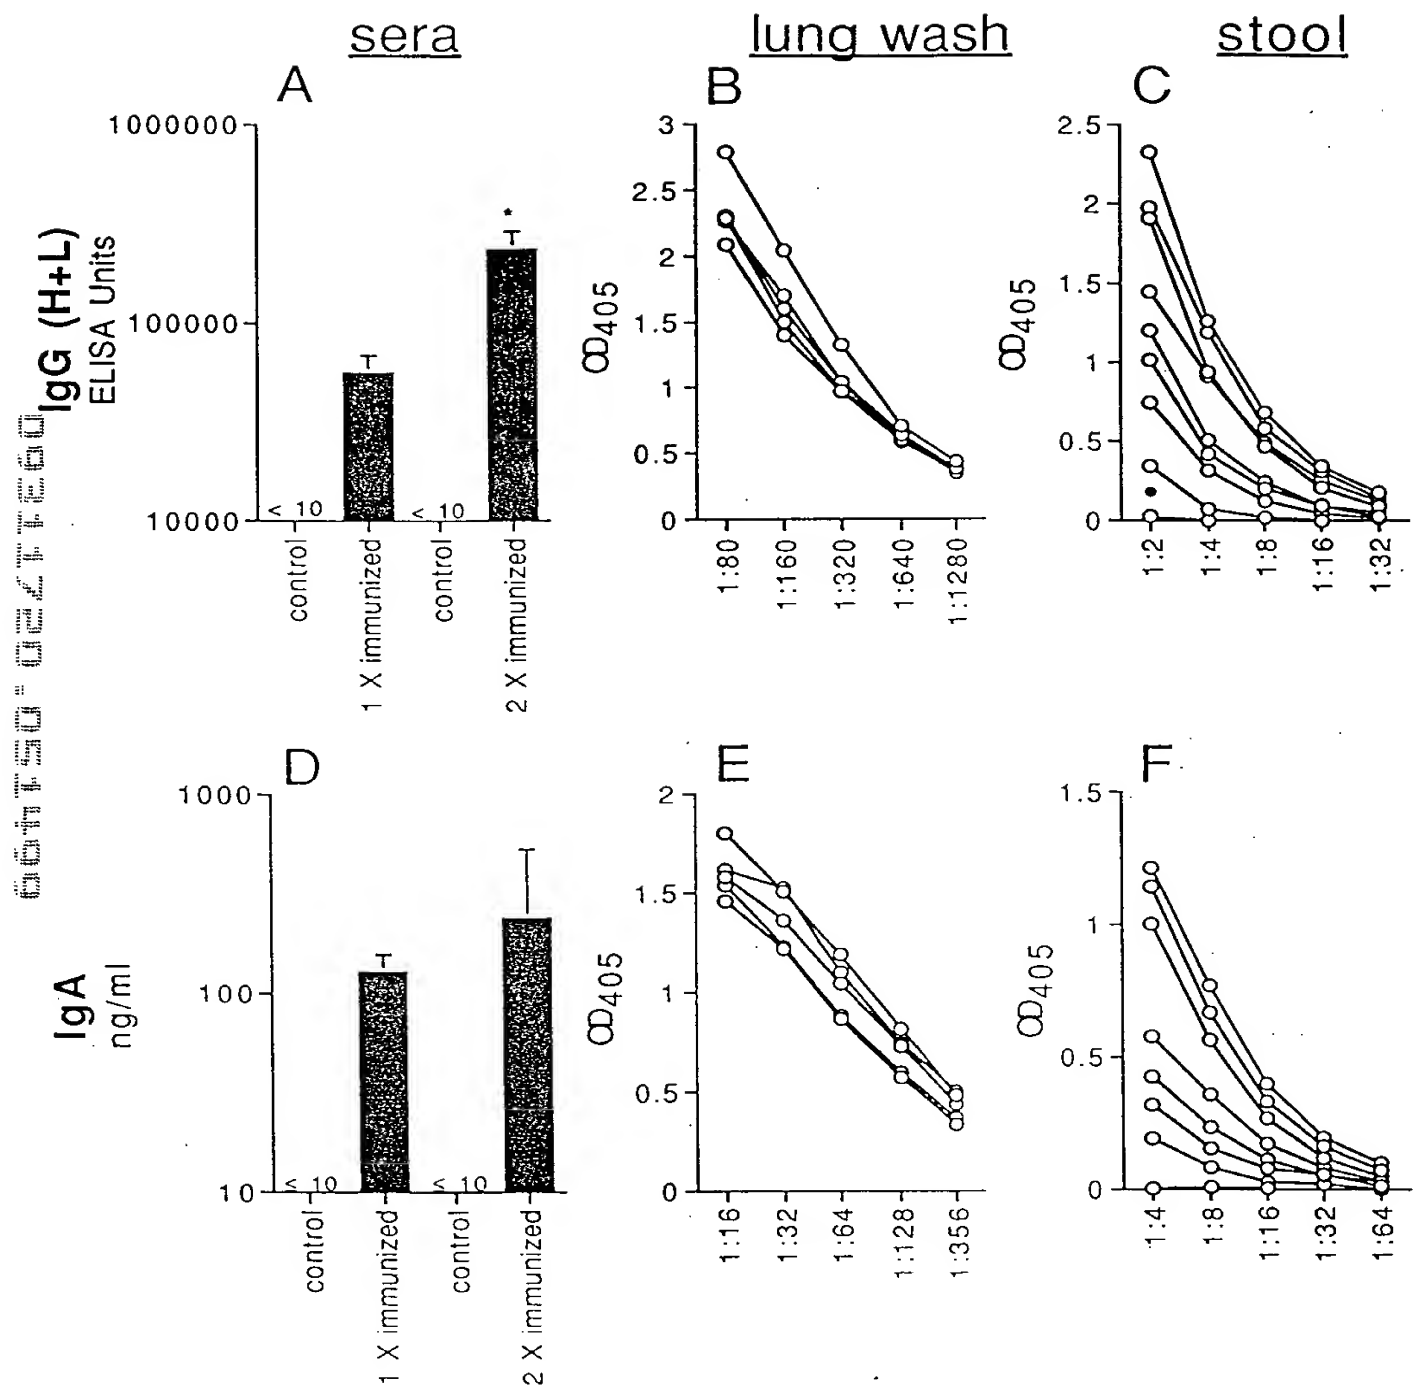 sera
lung wash
stool
A
B
C
IgG (H+L)
ELISA Units
1000000
100000
10000
< 10
< 10
control
1 X immunized
control
2 X immunized
*
OD405
3
2.5
2
1.5
1
0.5
0
1:80
1:160
1:320
1:640
1:1280
OD405
2.5
2
1.5
1
0.5
0
1:2
1:4
1:8
1:16
1:32
D
E
F
IgA
ng/ml
1000
100
10
≤ 10
≤ 10
control
1 X immunized
control
2 X immunized
OD405
2
1.5
1
0.5
0
1:16
1:32
1:64
1:128
1:356
OD405
1.5
1
0.5
0
1:4
1:8
1:16
1:32
1:64